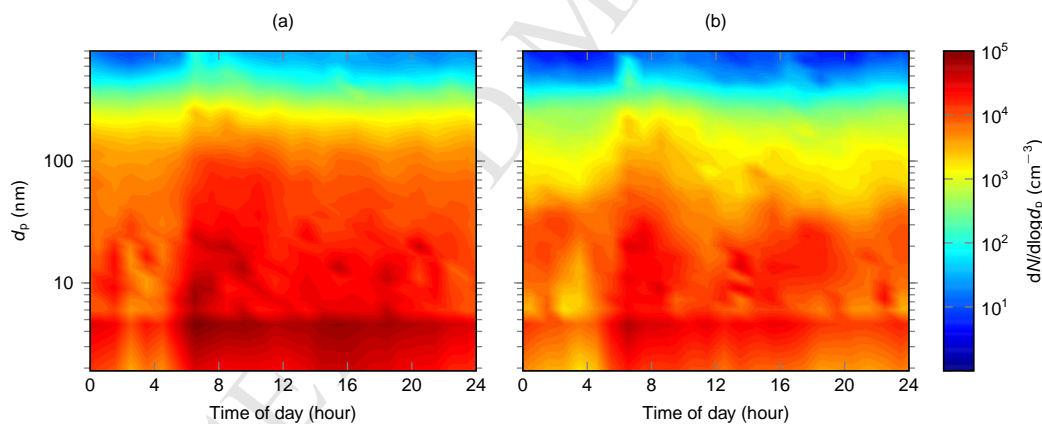 (a)
(b)
d_p (nm)
100
10
0 4 8 12 16 20 24
Time of day (hour)
0 4 8 12 16 20 24
Time of day (hour)
10^5
10^4
10^3
10^2
10^1
dN/dlogd_p (cm^−3)